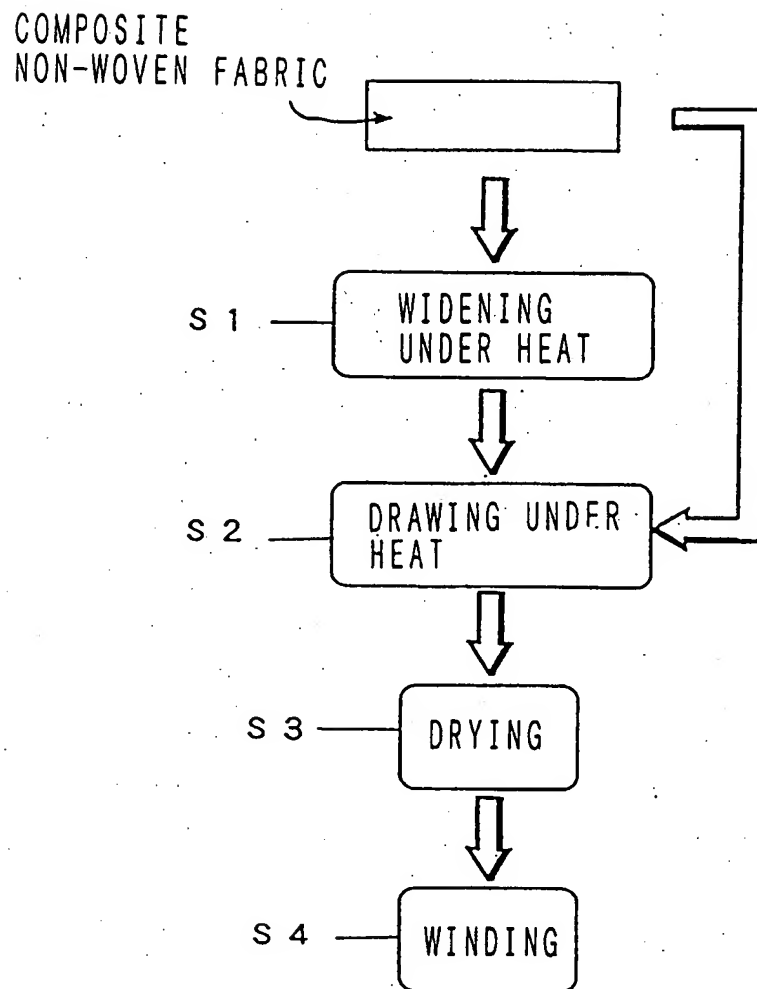 COMPOSITE
NON-WOVEN FABRIC
S 1
WIDENING
UNDER HEAT
S 2
DRAWING UNDER
HEAT
S 3
DRYING
S 4
WINDING